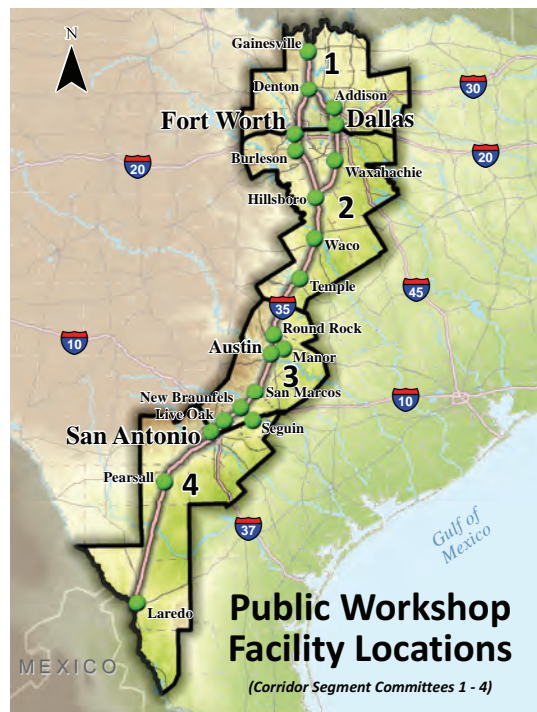 N
Gainesville
1
Denton
Addison
30
Fort Worth
Dallas
Burleson
20
Waxahachie
20
Hillsboro
2
Waco
Temple
45
35
Round Rock
10
Austin
Manor
3
San Marcos
New Braunfels
10
Live Oak
San Antonio
Seguin
Pearsall
4
37
Gulf of
Mexico
Laredo
MEXICO
Public Workshop
Facility Locations
(Corridor Segment Committees 1 - 4)